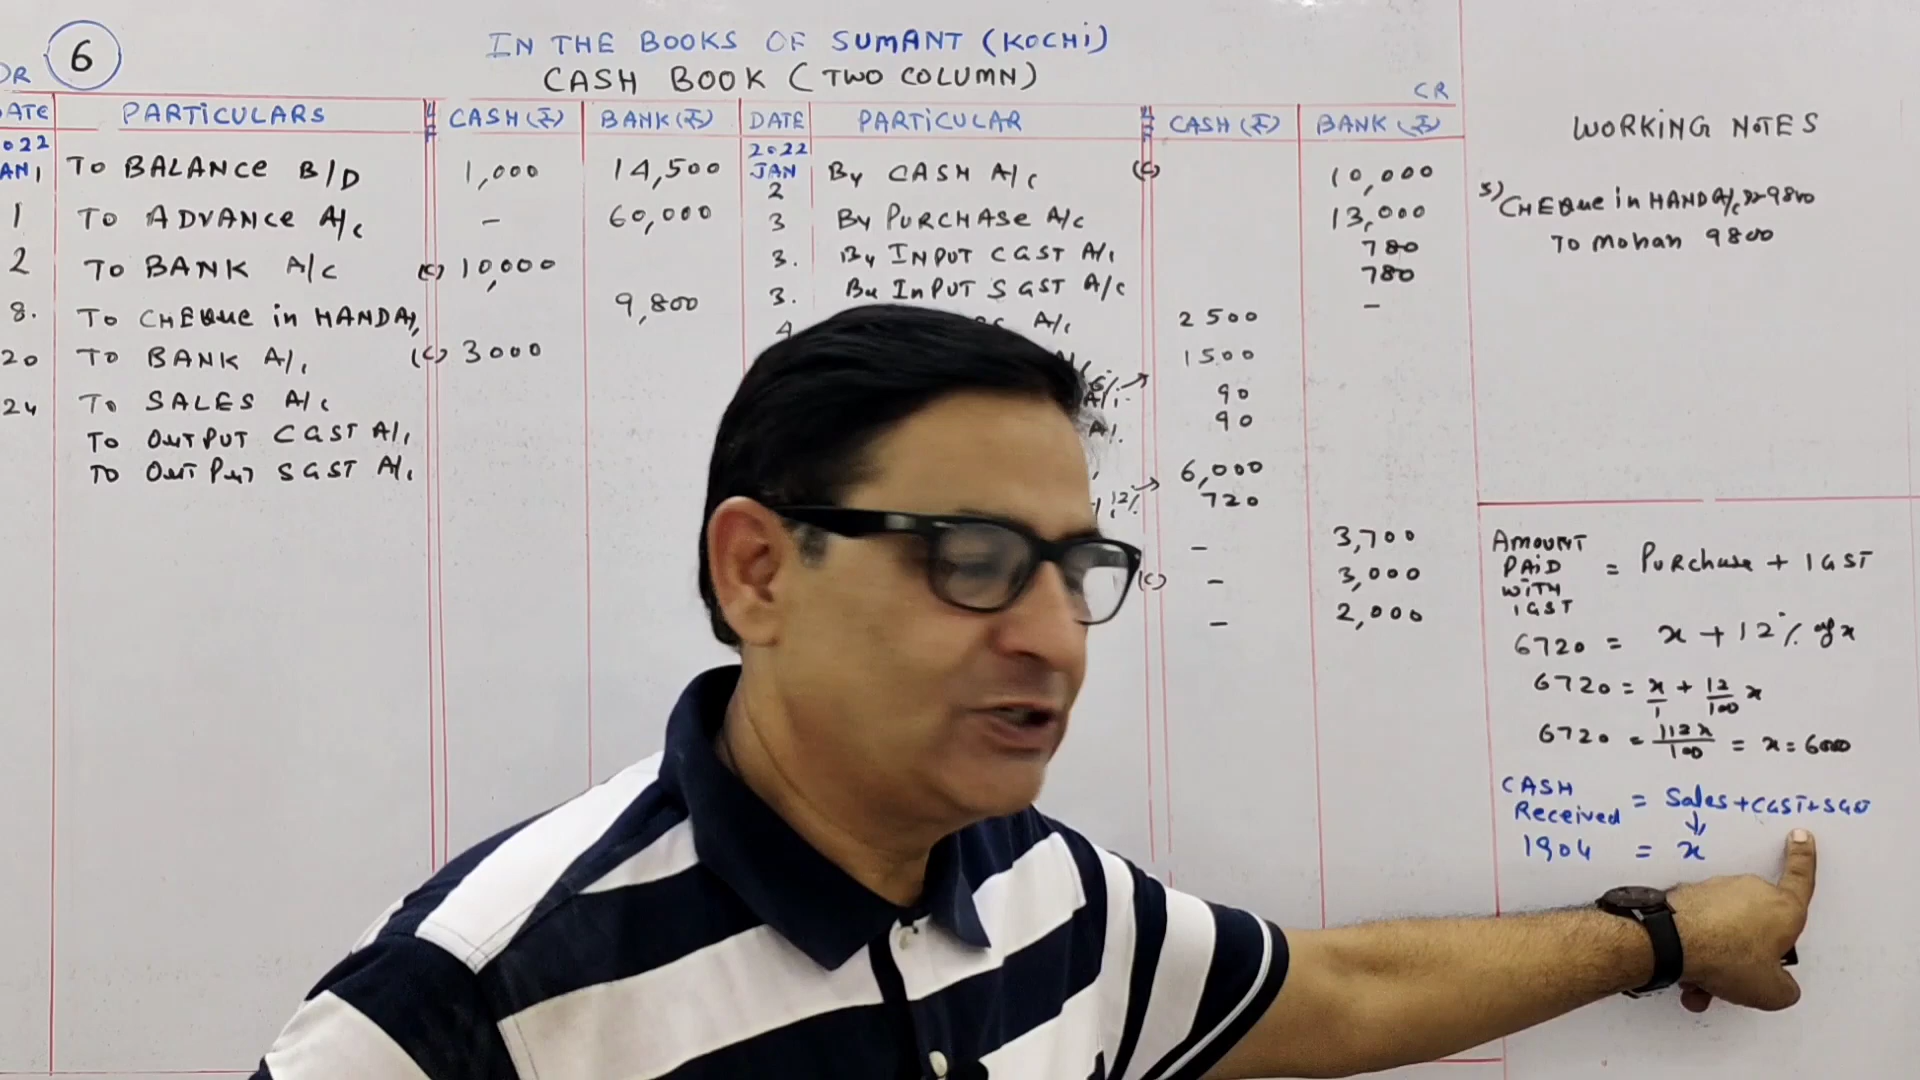 6
IN THE BOOKS OF SUMANT (KOCHi)
CASH BOOK (TWO COLUMN)
DR
CR
DATE PARTiCULARS L/F CASH (₹) BANK (₹) DATE PARTiCULAR L/F CASH (₹) BANK (₹)
2022 2022
JAN 1 TO BALANCE B/D 1,000 14,500 JAN 2 By CASH A/c (C) 10,000
1 TO ADVANCE A/c - 60,000 3 By PURCHASE A/c 13,000
3. By INPUT CGST A/c 780
2 TO BANK A/C (C) 10,000 3. By InPUT SGST A/c 780
8. TO CHEQue in HAND A/c 9,800 4 A/c 2500 -
20 TO BANK A/c (C) 3000 1500
6% A/c 90
24 TO SALES A/c A/c 90
TO OUTPUT CGST A/c
TO OUTPUT SGST A/c 6,000
12% 720
- 3,700
(C) - 3,000
- 2,000
WORKiNG NOTES
CHEQue in HAND A/c Dr 9800
TO Mohan 9800
AMOUNT PAiD WiTH IGST = Purchase + IGST
6720 = x + 12% of x
6720 = x/1 + 12/100 x
6720 = 112x/100 = x = 6000
CASH Received = Sales + CGST + SGST
1904 = x